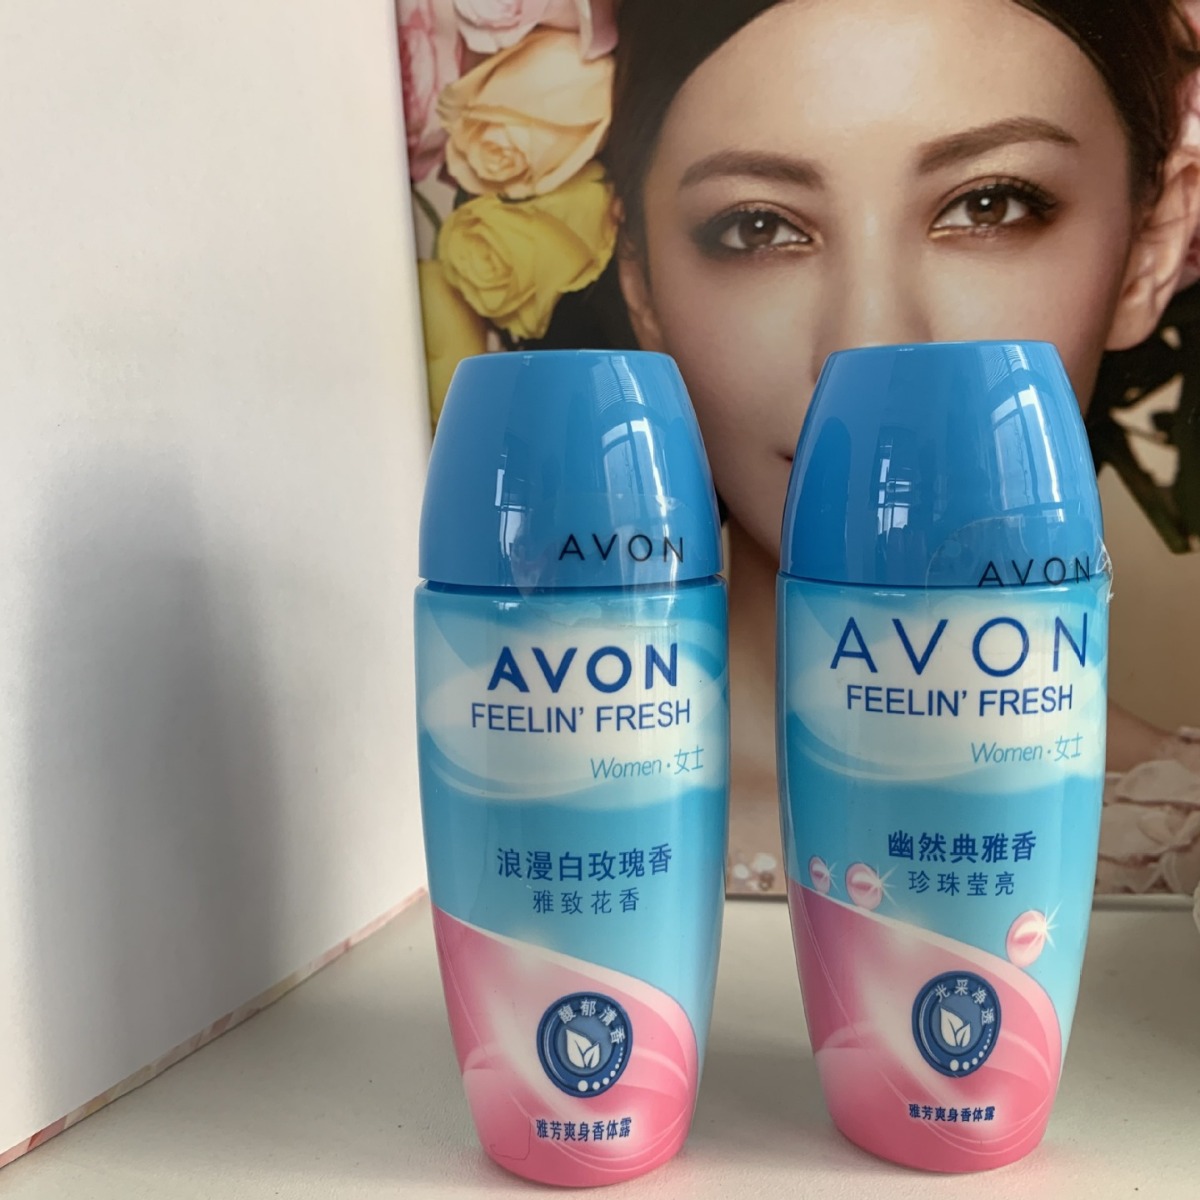 AVON
AVON
FEELIN' FRESH
Women·女士
浪漫白玫瑰香
雅致花香
馥郁清香
雅芳爽身香体露
AVON
AVON
FEELIN' FRESH
Women·女士
幽然典雅香
珍珠莹亮
光采净透
雅芳爽身香体露